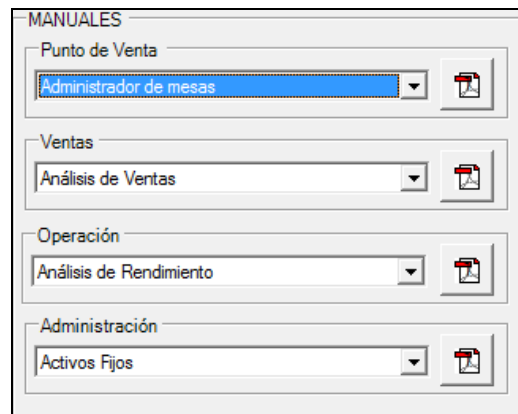 MANUALES
Punto de Venta
Administrador de mesas
Ventas
Análisis de Ventas
Operación
Análisis de Rendimiento
Administración
Activos Fijos